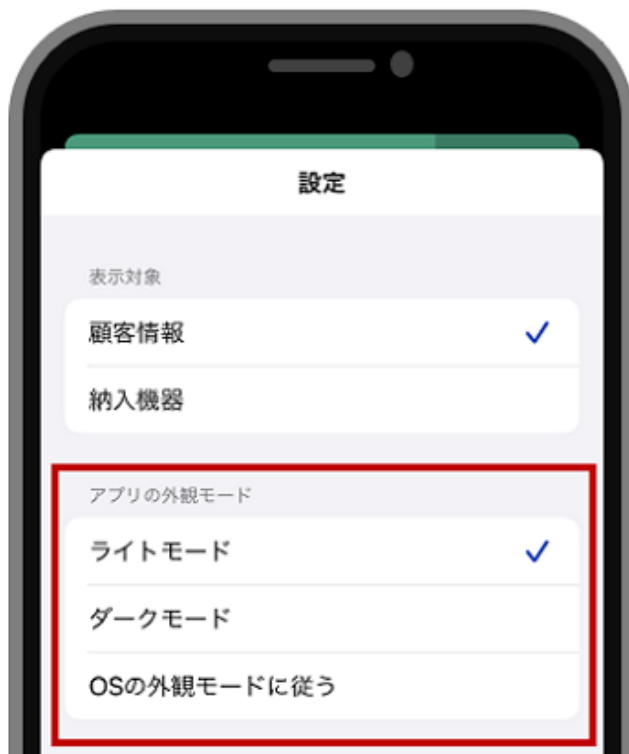 設定
表示対象
顧客情報
納入機器
アプリの外観モード
ライトモード
ダークモード
OSの外観モードに従う